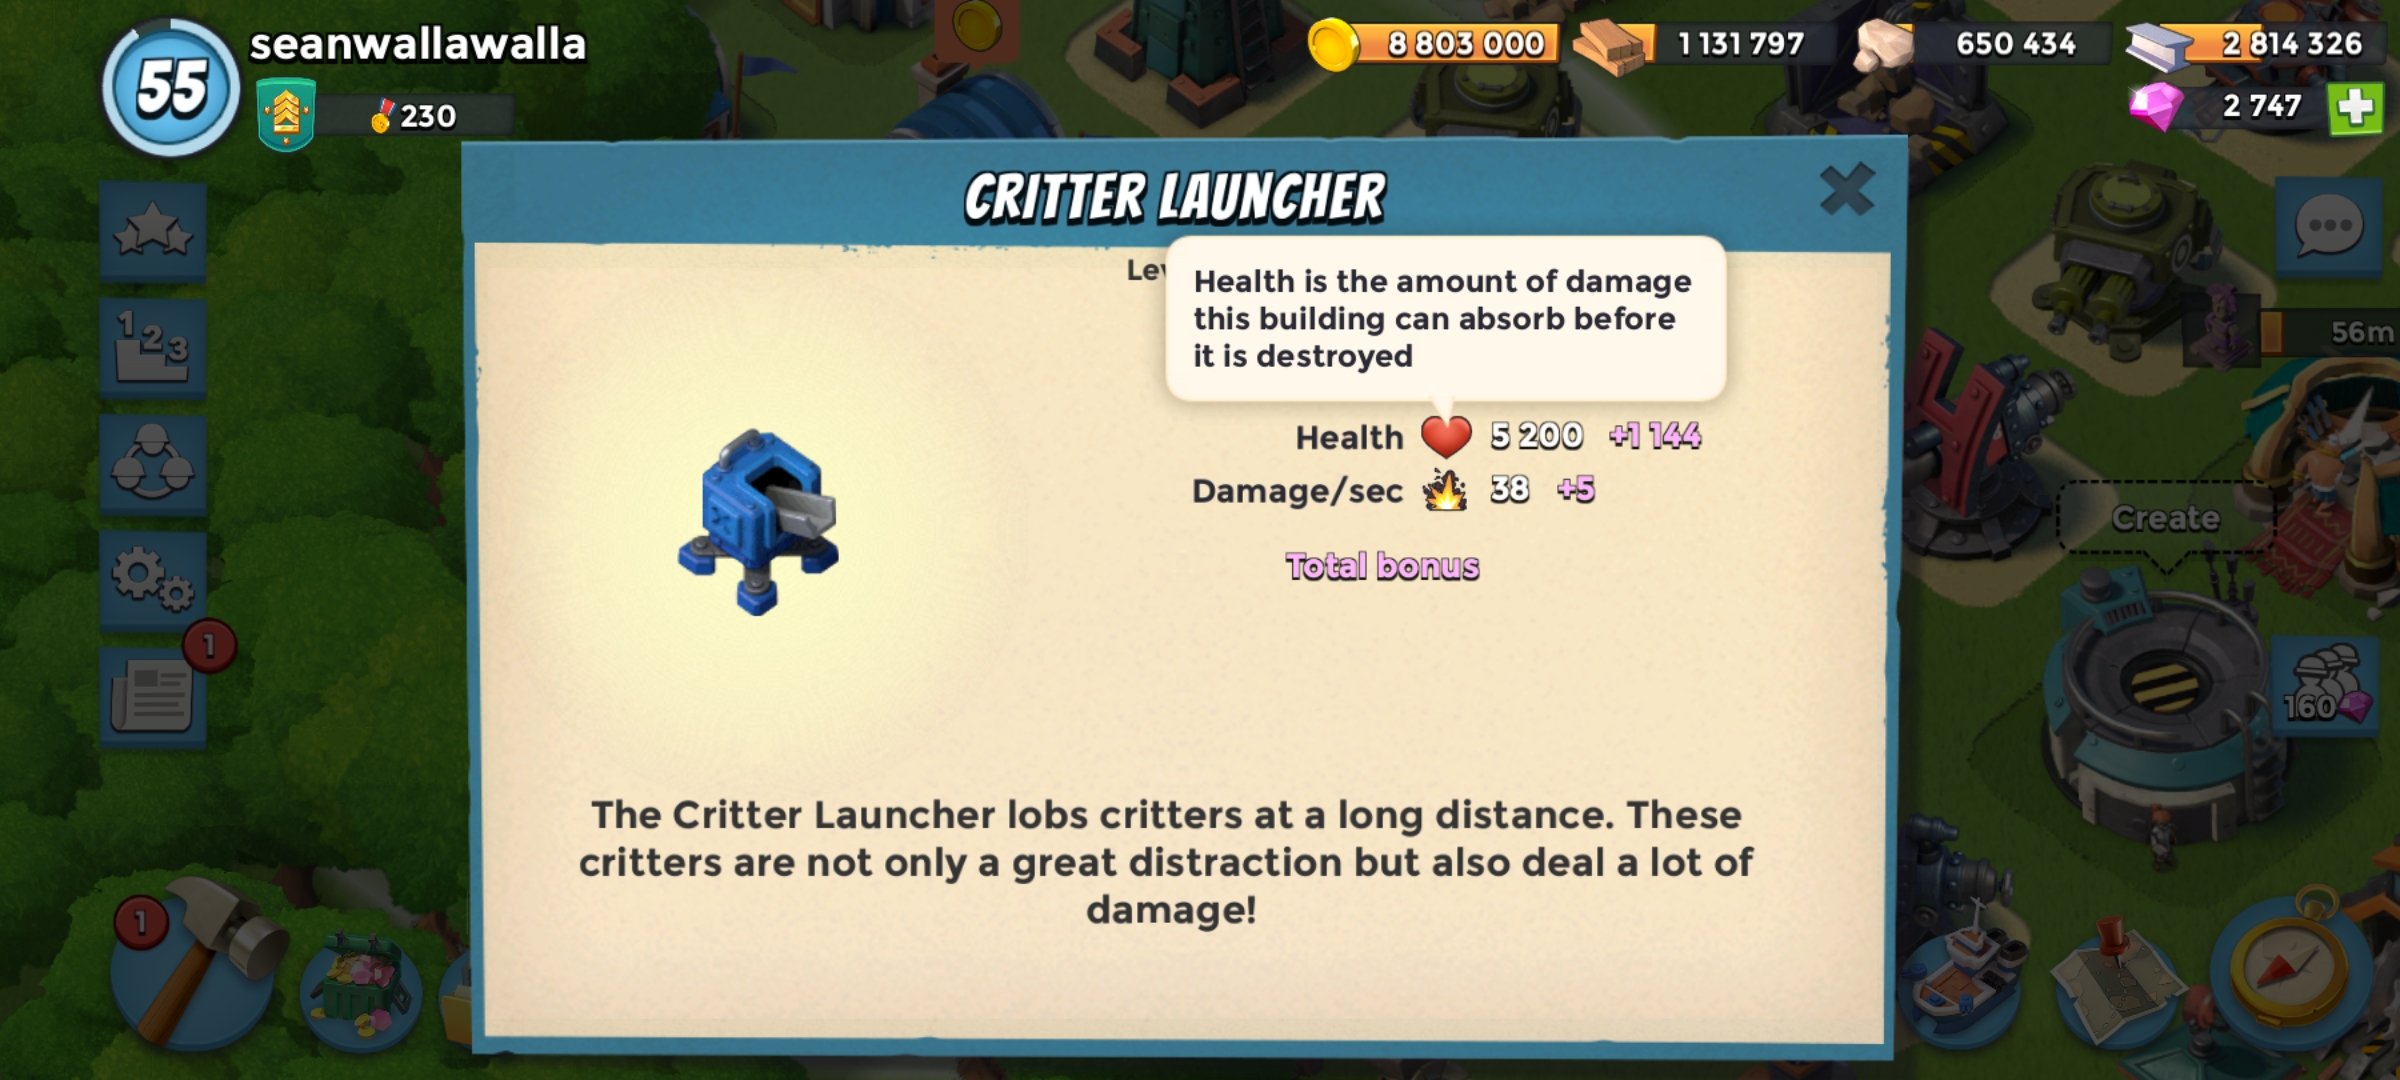 55
seanwallawalla
230
8 803 000
1 131 797
650 434
2 814 326
2 747
CRITTER LAUNCHER
Health is the amount of damage
this building can absorb before
it is destroyed
Health 5 200 +1 144
Damage/sec 38 +5
Total bonus
The Critter Launcher lobs critters at a long distance. These
critters are not only a great distraction but also deal a lot of
damage!
1 2 3
1
1
56m
Create
160